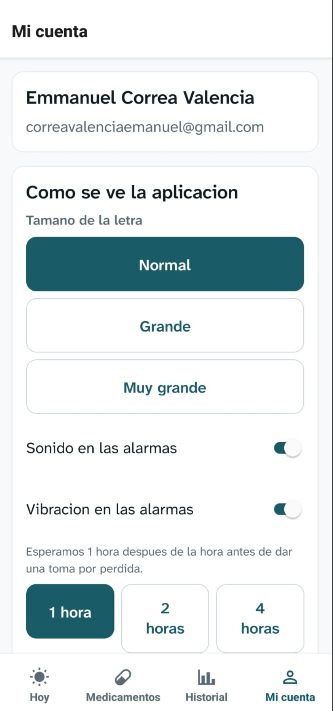 Mi cuenta
Emmanuel Correa Valencia
correavalenciaemanuel@gmail.com
Como se ve la aplicacion
Tamano de la letra
Normal
Grande
Muy grande
Sonido en las alarmas
Vibracion en las alarmas
Esperamos 1 hora despues de la hora antes de dar
una toma por perdida.
1 hora
2
horas
4
horas
Hoy
Medicamentos
Historial
Mi cuenta